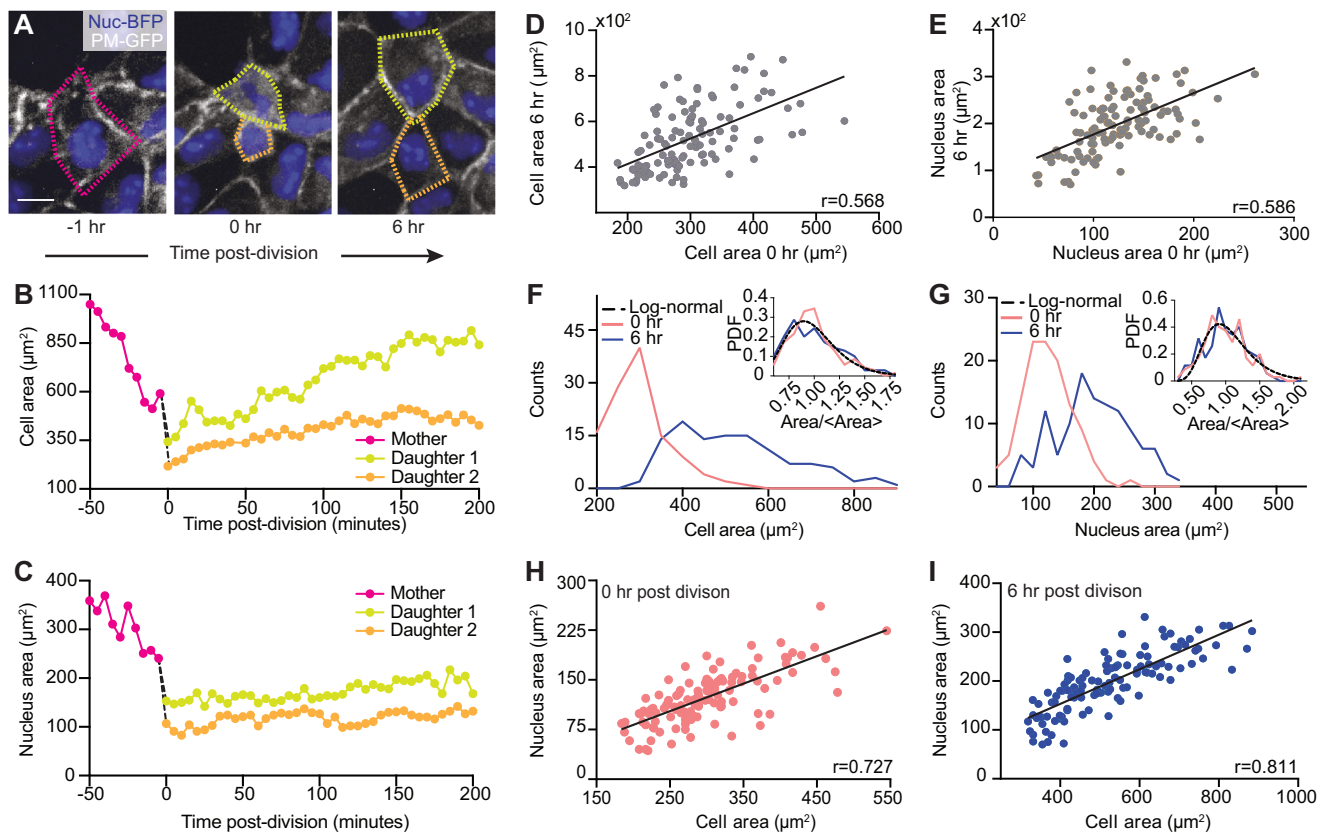 A
Nuc-BFP
PM-GFP
-1 hr
0 hr
6 hr
Time post-division
B
Cell area (µm²)
1100
850
600
350
100
Mother
Daughter 1
Daughter 2
-50
0
50
100
150
200
Time post-division (minutes)
C
Nucleus area (µm²)
400
300
200
100
0
Mother
Daughter 1
Daughter 2
-50
0
50
100
150
200
Time post-division (minutes)
D
x10²
Cell area 6 hr (µm²)
10
8
6
4
r=0.568
200
300
400
500
600
Cell area 0 hr (µm²)
E
x10²
Nucleus area
6 hr (µm²)
4
3
2
1
0
r=0.586
0
100
200
300
Nucleus area 0 hr (µm²)
F
Counts
45
30
15
0
Log-normal
0 hr
6 hr
PDF
0.4
0.3
0.2
0.1
0
0.75
1.00
1.25
1.50
1.75
Area/<Area>
200
400
600
800
Cell area (µm²)
G
Counts
30
20
10
0
Log-normal
0 hr
6 hr
PDF
0.6
0.4
0.2
0
0.50
1.00
1.50
2.00
Area/<Area>
100
200
300
400
500
Nucleus area (µm²)
H
0 hr post divison
Nucleus area (µm²)
300
225
150
75
0
r=0.727
150
250
350
450
550
Cell area (µm²)
I
6 hr post divison
Nucleus area (µm²)
400
300
200
100
0
r=0.811
400
600
800
1000
Cell area (µm²)